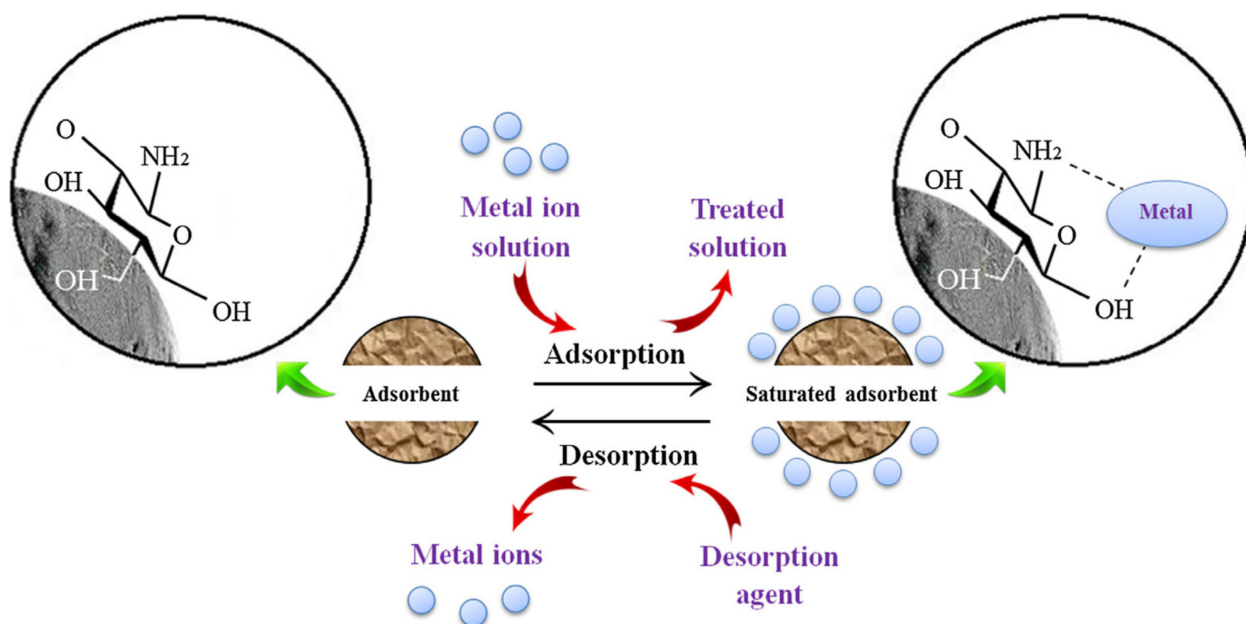 O
NH₂
OH
O
OH
OH
Metal ion
solution
Treated
solution
O
NH₂
OH
Metal
O
OH
OH
Adsorption
Adsorbent
Saturated adsorbent
Desorption
Metal ions
Desorption
agent